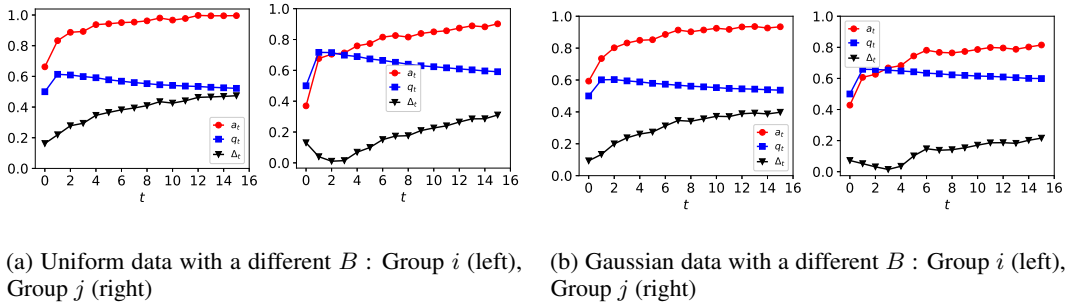 1.0
0.8
0.6
0.4
0.2
0.0
0 2 4 6 8 10 12 14 16
t
a_t
q_t
Δ_t
1.0
0.8
0.6
0.4
0.2
0.0
0 2 4 6 8 10 12 14 16
t
a_t
q_t
Δ_t
1.0
0.8
0.6
0.4
0.2
0.0
0 2 4 6 8 10 12 14 16
t
a_t
q_t
Δ_t
1.0
0.8
0.6
0.4
0.2
0.0
0 2 4 6 8 10 12 14 16
t
a_t
q_t
Δ_t
(a) Uniform data with a different B : Group i (left),
Group j (right)
(b) Gaussian data with a different B : Group i (left),
Group j (right)